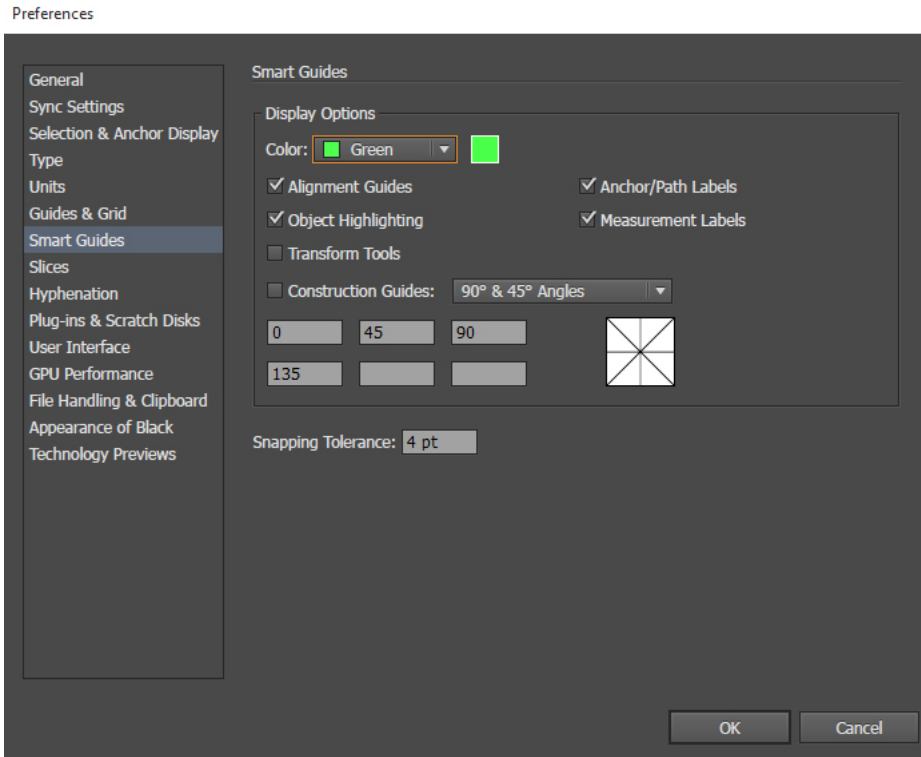 Preferences
General
Sync Settings
Selection & Anchor Display
Type
Units
Guides & Grid
Smart Guides
Slices
Hyphenation
Plug-ins & Scratch Disks
User Interface
GPU Performance
File Handling & Clipboard
Appearance of Black
Technology Previews
Smart Guides
Display Options
Color: Green
Alignment Guides Anchor/Path Labels
Object Highlighting Measurement Labels
Transform Tools
Construction Guides: 90° & 45° Angles
0 45 90
135
Snapping Tolerance: 4 pt
OK Cancel